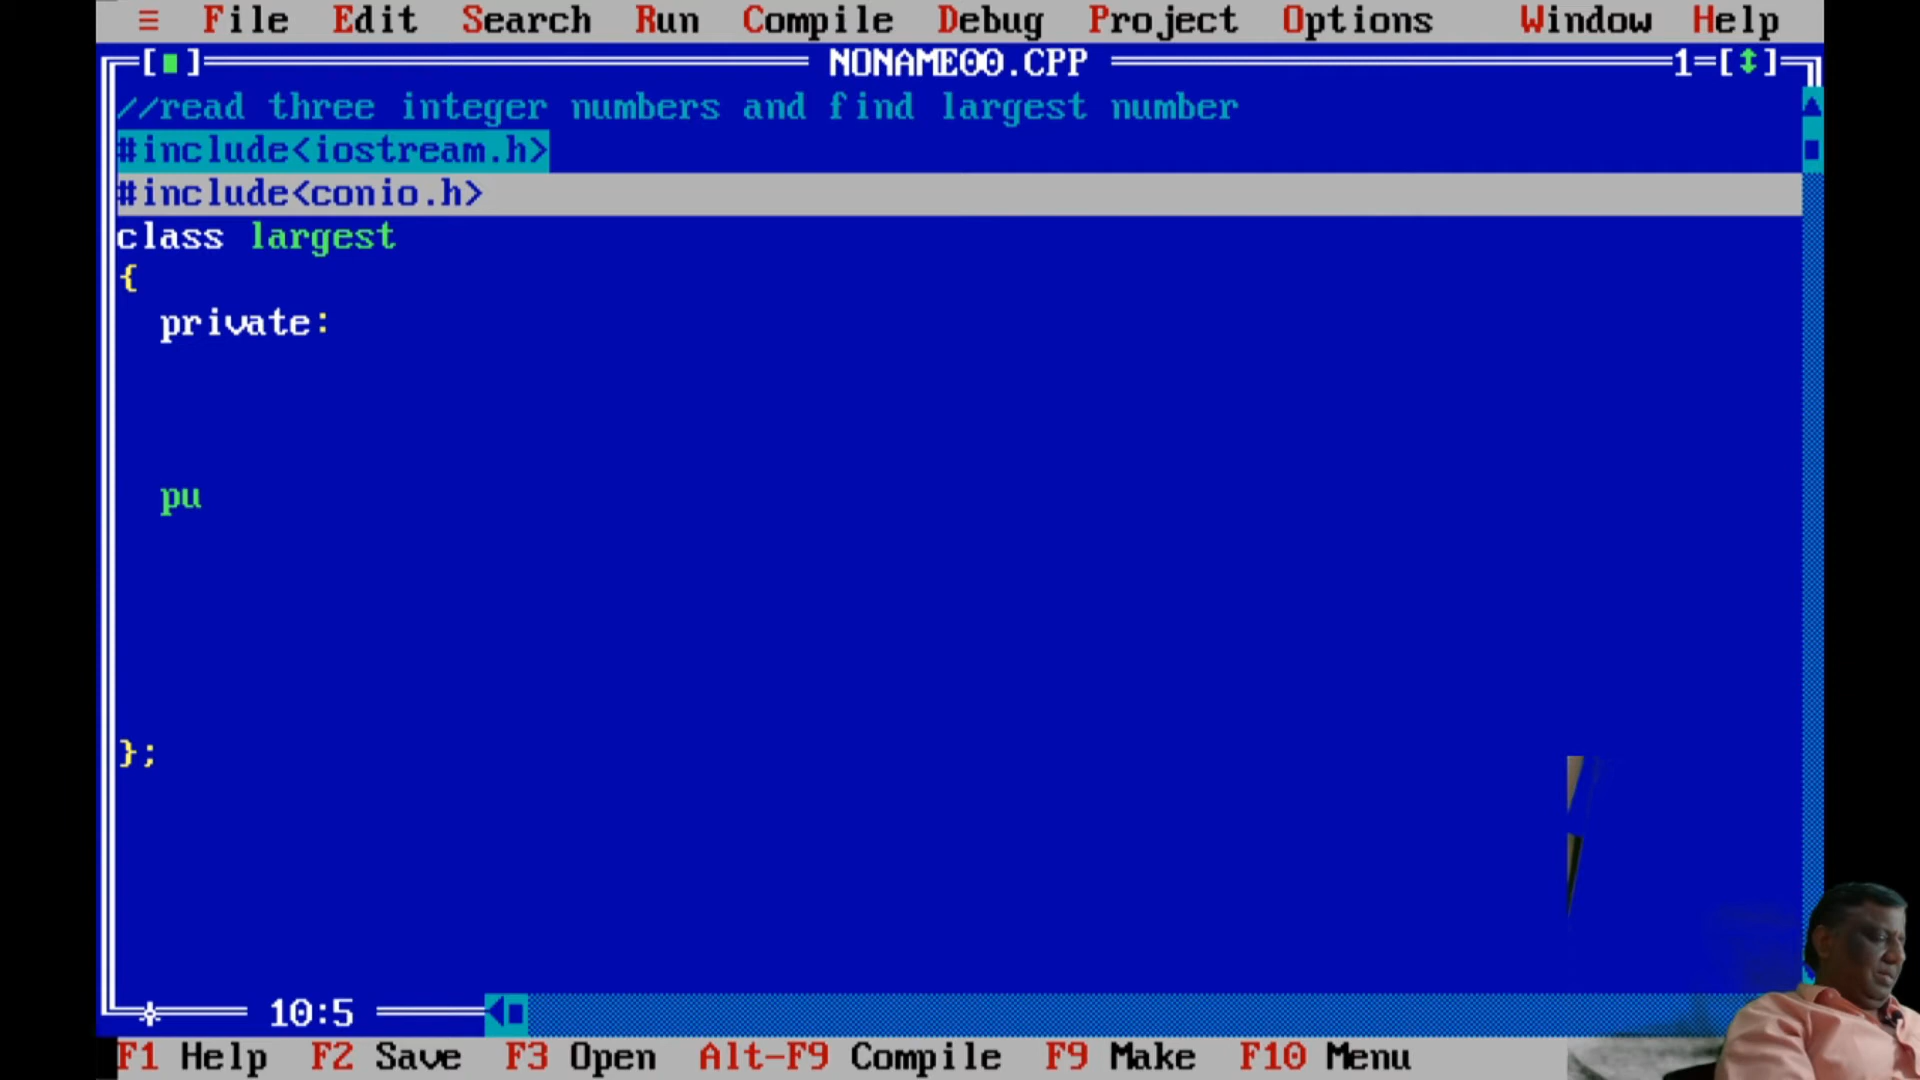 ≡ File Edit Search Run Compile Debug Project Options Window Help
[■] NONAME00.CPP 1=[↕]
//read three integer numbers and find largest number
#include<iostream.h>
#include<conio.h>
class largest
{
private:
pu
};
10:5
F1 Help F2 Save F3 Open Alt-F9 Compile F9 Make F10 Menu